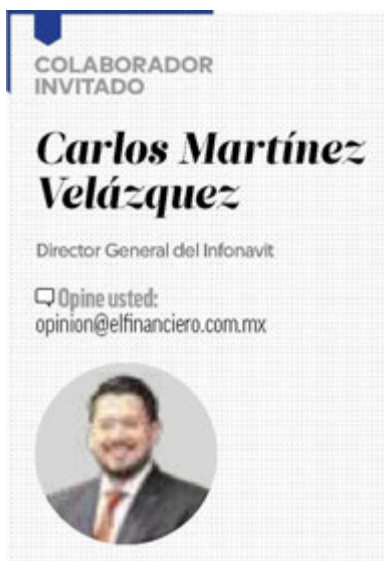 COLABORADOR
INVITADO
Carlos Martínez
Velázquez
Director General del Infonavit
Opine usted:
opinion@elfinanciero.com.mx